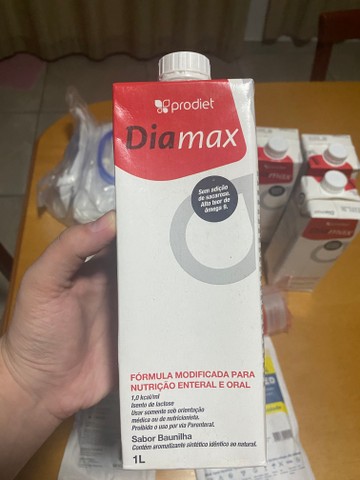 prodiet
Diamax
Sem adição
de sacarose.
Alto teor de
ômega 9.
FÓRMULA MODIFICADA PARA
NUTRIÇÃO ENTERAL E ORAL
1,0 kcal/ml
Isento de lactose
Usar somente sob orientação
médica ou de nutricionista.
Proibido o uso por via Parenteral.
Sabor Baunilha
Contém aromatizante sintético idêntico ao natural.
1L